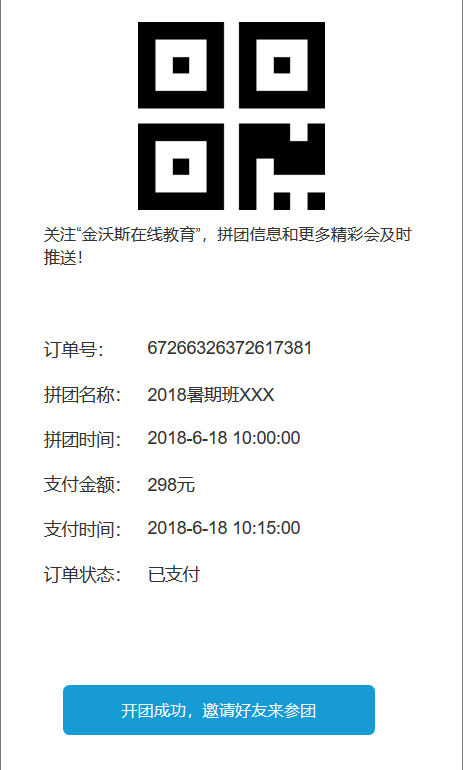 关注“金沃斯在线教育”，拼团信息和更多精彩会及时
推送！
订单号： 67266326372617381
拼团名称： 2018暑期班XXX
拼团时间： 2018-6-18 10:00:00
支付金额： 298元
支付时间： 2018-6-18 10:15:00
订单状态： 已支付
开团成功，邀请好友来参团